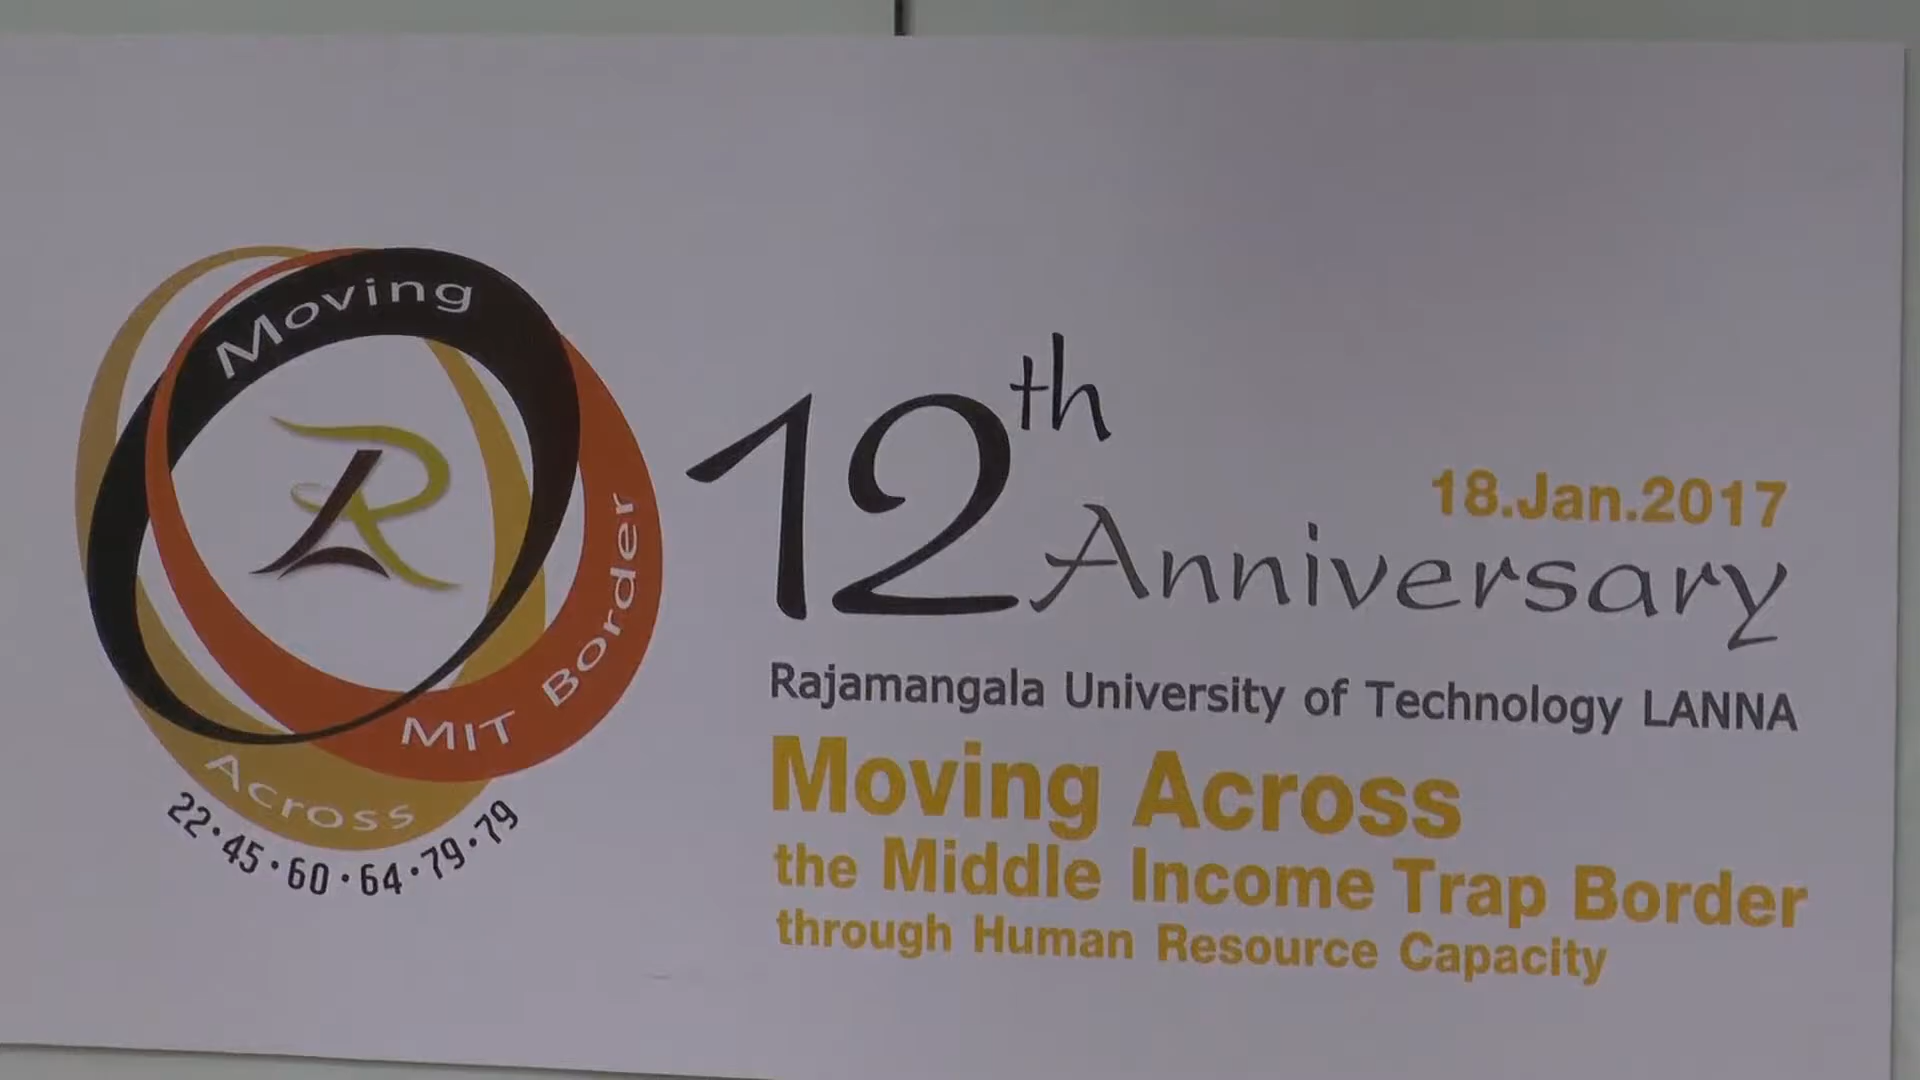 Moving
Across
MIT Border
22·45·60·64·79·79
12th
18.Jan.2017
Anniversary
Rajamangala University of Technology LANNA
Moving Across
the Middle Income Trap Border
through Human Resource Capacity